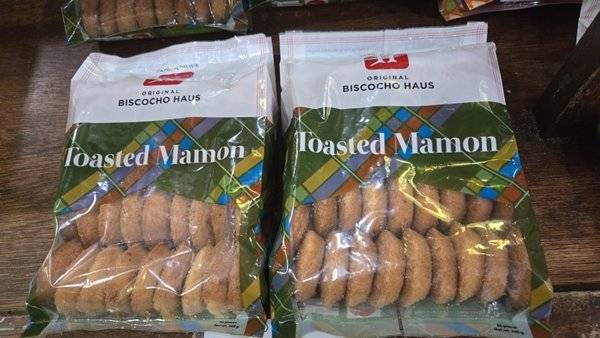 ORIGINAL
BISCOCHO HAUS
Toasted Mamon
ORIGINAL
BISCOCHO HAUS
Toasted Mamon